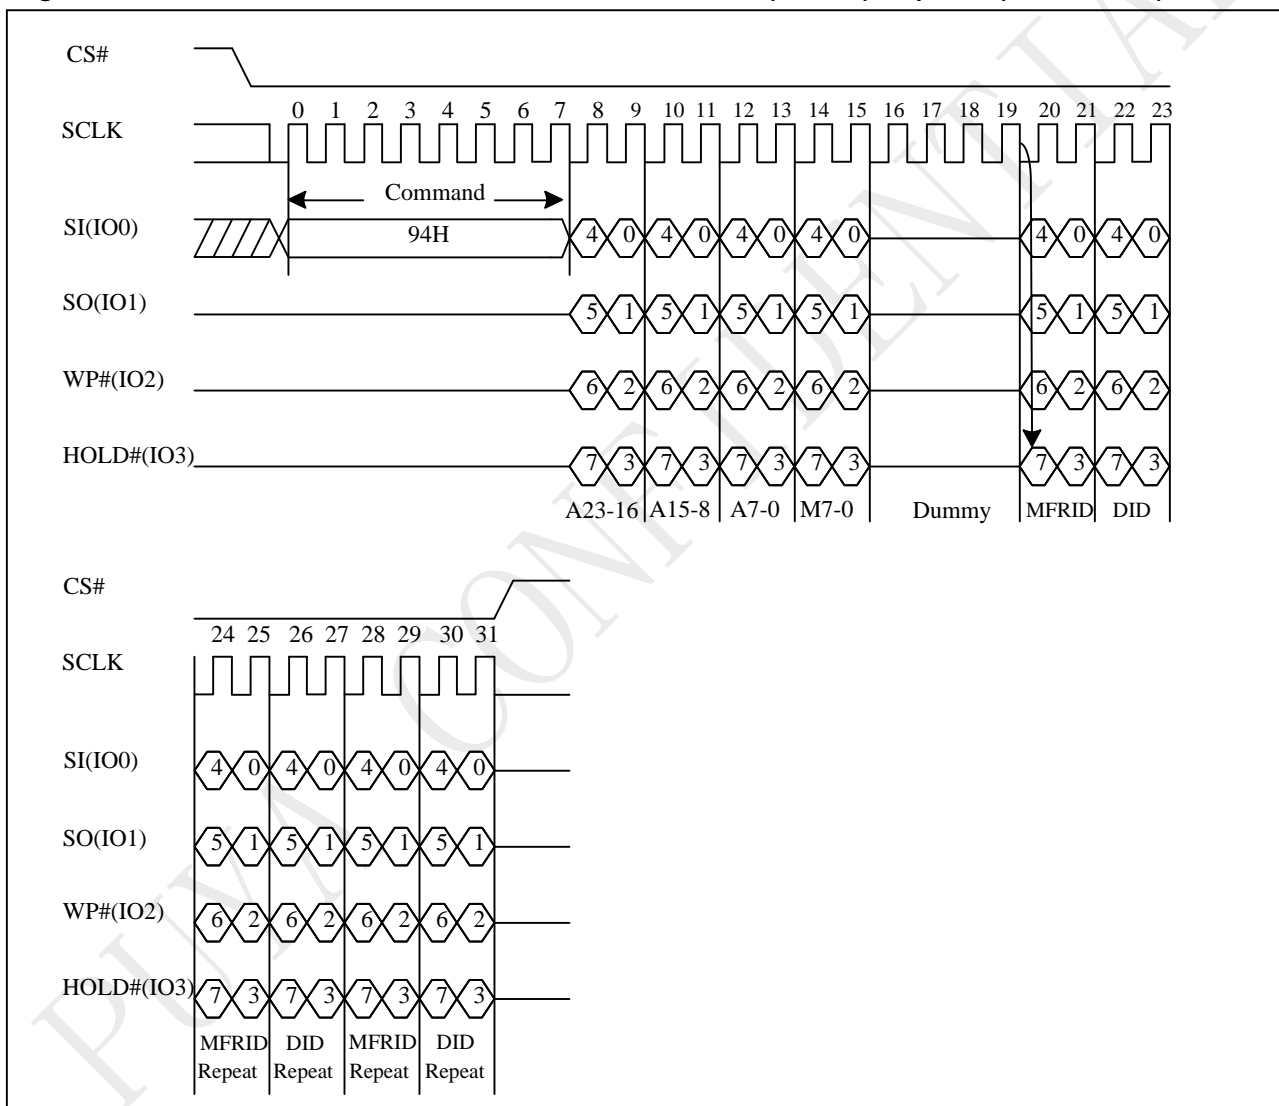 CS#
0 1 2 3 4 5 6 7 8 9 10 11 12 13 14 15 16 17 18 19 20 21 22 23
SCLK
Command
SI(IO0) 94H 4 0 4 0 4 0 4 0 4 0 4 0
SO(IO1) 5 1 5 1 5 1 5 1 5 1 5 1
WP#(IO2) 6 2 6 2 6 2 6 2 6 2 6 2
HOLD#(IO3) 7 3 7 3 7 3 7 3 7 3 7 3
A23-16 A15-8 A7-0 M7-0 Dummy MFRID DID
CS#
24 25 26 27 28 29 30 31
SCLK
SI(IO0) 4 0 4 0 4 0 4 0
SO(IO1) 5 1 5 1 5 1 5 1
WP#(IO2) 6 2 6 2 6 2 6 2
HOLD#(IO3) 7 3 7 3 7 3 7 3
MFRID DID MFRID DID
Repeat Repeat Repeat Repeat
PUYA CONFIDENTIAL